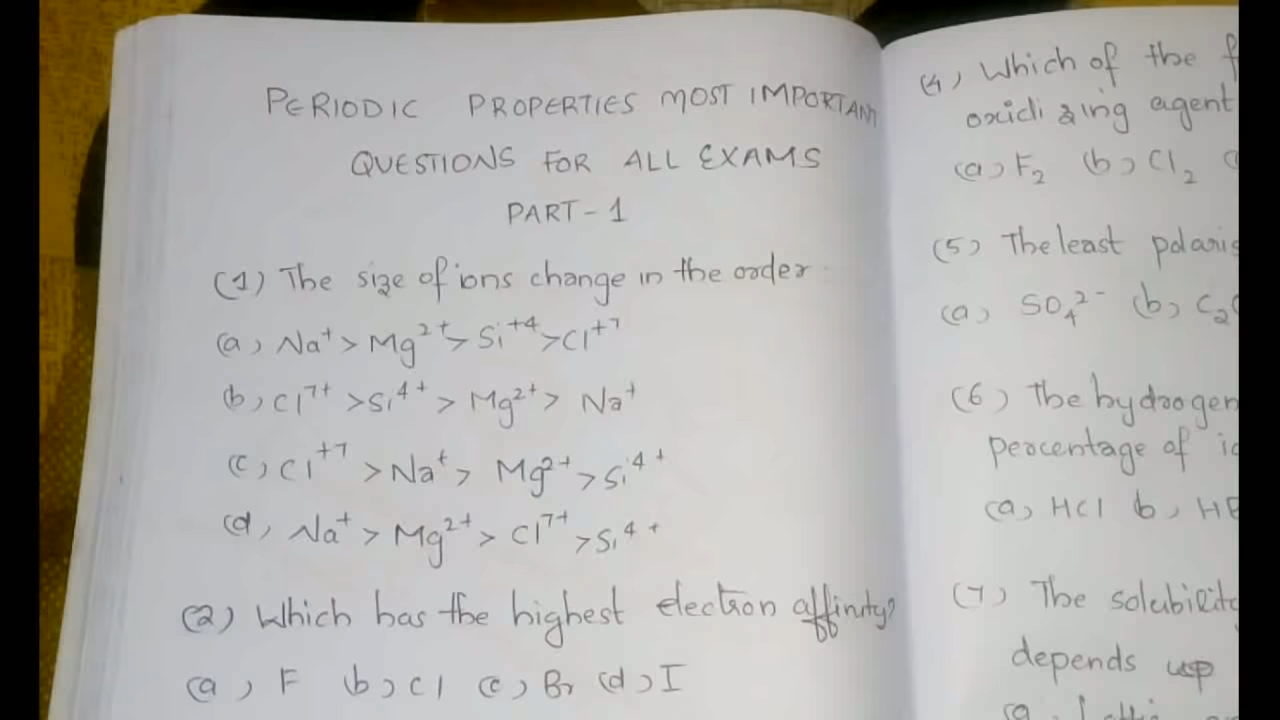 PERIODIC PROPERTIES MOST IMPORTANT
QUESTIONS FOR ALL EXAMS
PART-1
(1) The size of ions change in the order
(a) Na⁺ > Mg²⁺ > Si⁺⁴ > Cl⁺⁷
(b) Cl⁷⁺ > Si⁴⁺ > Mg²⁺ > Na⁺
(c) Cl⁺⁷ > Na⁺ > Mg²⁺ > Si⁴⁺
(d) Na⁺ > Mg²⁺ > Cl⁷⁺ > Si⁴⁺
(2) Which has the highest electron affinity?
(a) F (b) Cl (c) Br (d) I
(4) Which of the
oxidizing agent
(a) F₂ (b) Cl₂
(5) The least
(a) SO₄²⁻ (b)
(6) The hydrogen
percentage of
(a) HCl b)
(7) The
depends up
(a)